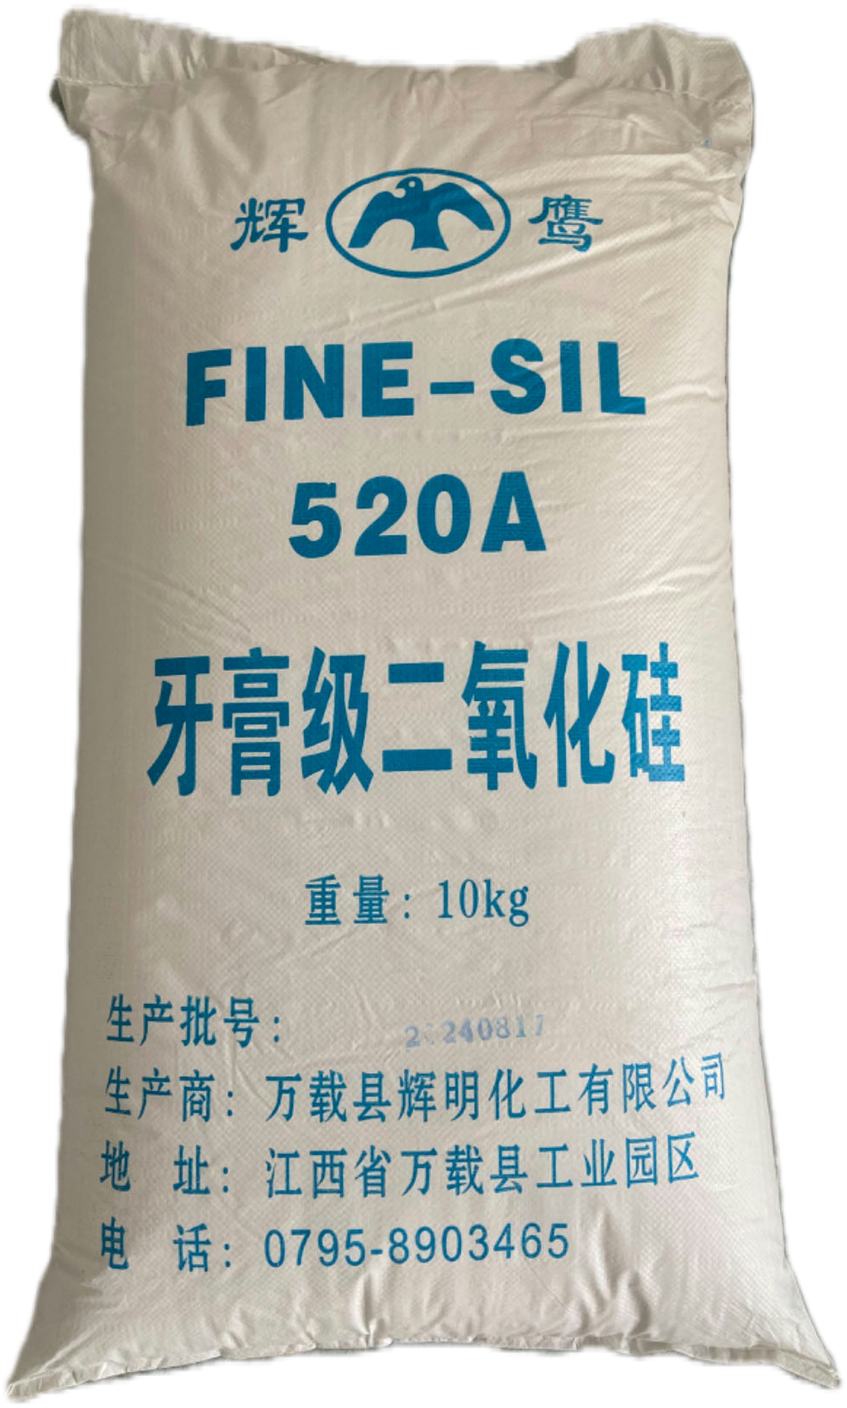 辉鹰
FINE-SIL
520A
牙膏级二氧化硅
重量：10kg
生产批号： 20240817
生产商：万载县辉明化工有限公司
地 址：江西省万载县工业园区
电 话：0795-8903465